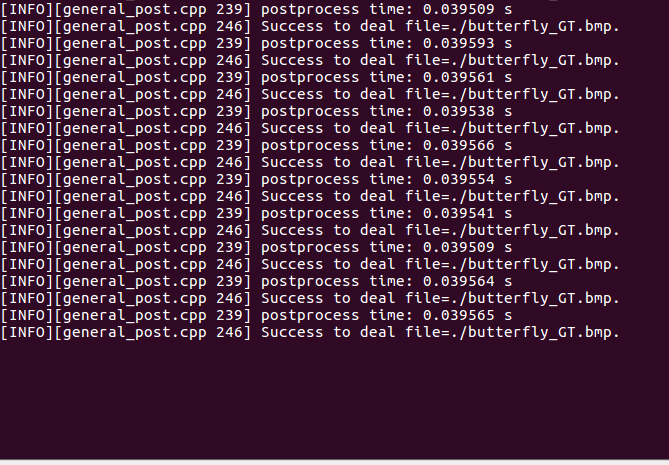 [INFO][general_post.cpp 239] postprocess time: 0.039509 s
[INFO][general_post.cpp 246] Success to deal file=./butterfly_GT.bmp.
[INFO][general_post.cpp 239] postprocess time: 0.039593 s
[INFO][general_post.cpp 246] Success to deal file=./butterfly_GT.bmp.
[INFO][general_post.cpp 239] postprocess time: 0.039561 s
[INFO][general_post.cpp 246] Success to deal file=./butterfly_GT.bmp.
[INFO][general_post.cpp 239] postprocess time: 0.039538 s
[INFO][general_post.cpp 246] Success to deal file=./butterfly_GT.bmp.
[INFO][general_post.cpp 239] postprocess time: 0.039566 s
[INFO][general_post.cpp 246] Success to deal file=./butterfly_GT.bmp.
[INFO][general_post.cpp 239] postprocess time: 0.039554 s
[INFO][general_post.cpp 246] Success to deal file=./butterfly_GT.bmp.
[INFO][general_post.cpp 239] postprocess time: 0.039541 s
[INFO][general_post.cpp 246] Success to deal file=./butterfly_GT.bmp.
[INFO][general_post.cpp 239] postprocess time: 0.039509 s
[INFO][general_post.cpp 246] Success to deal file=./butterfly_GT.bmp.
[INFO][general_post.cpp 239] postprocess time: 0.039564 s
[INFO][general_post.cpp 246] Success to deal file=./butterfly_GT.bmp.
[INFO][general_post.cpp 239] postprocess time: 0.039565 s
[INFO][general_post.cpp 246] Success to deal file=./butterfly_GT.bmp.